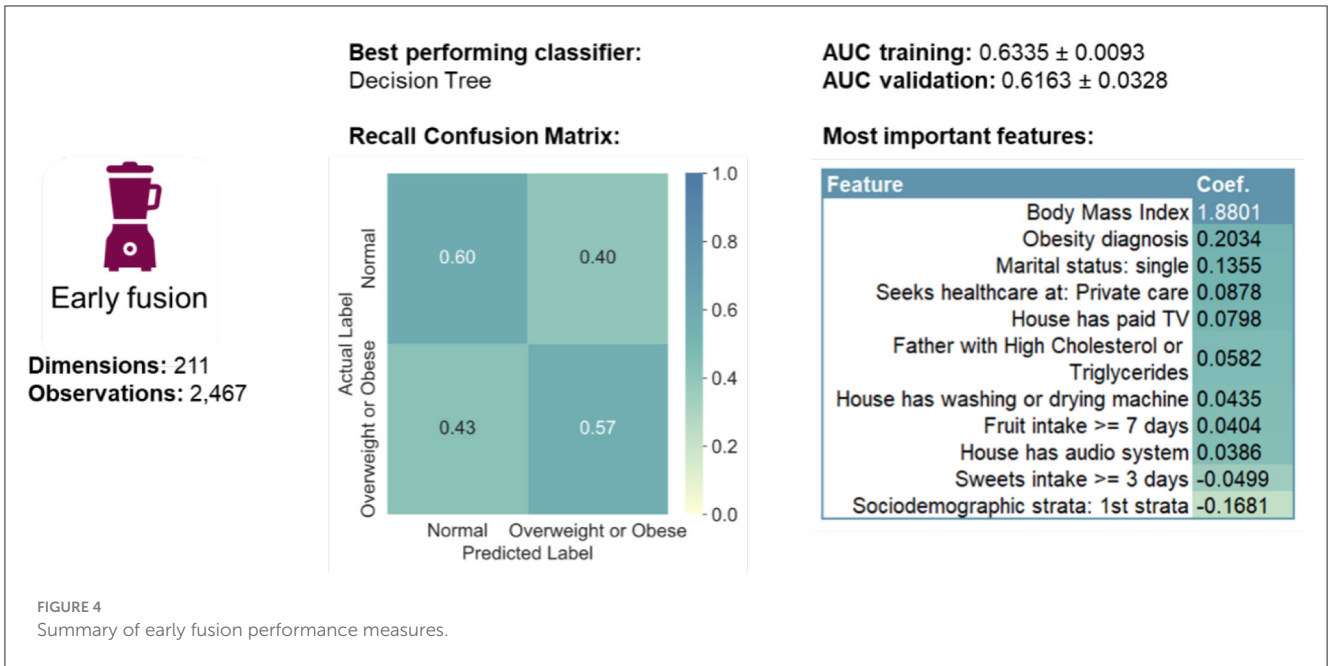 Best performing classifier:
Decision Tree
AUC training: 0.6335 ± 0.0093
AUC validation: 0.6163 ± 0.0328
Early fusion
Dimensions: 211
Observations: 2,467
Recall Confusion Matrix:
Actual Label
Normal
Overweight or Obese
0.60
0.40
0.43
0.57
Normal
Overweight or Obese
Predicted Label
1.0
0.8
0.6
0.4
0.2
0.0
Most important features:
Feature Coef.
Body Mass Index 1.8801
Obesity diagnosis 0.2034
Marital status: single 0.1355
Seeks healthcare at: Private care 0.0878
House has paid TV 0.0798
Father with High Cholesterol or
Triglycerides 0.0582
House has washing or drying machine 0.0435
Fruit intake >= 7 days 0.0404
House has audio system 0.0386
Sweets intake >= 3 days -0.0499
Sociodemographic strata: 1st strata -0.1681
FIGURE 4
Summary of early fusion performance measures.